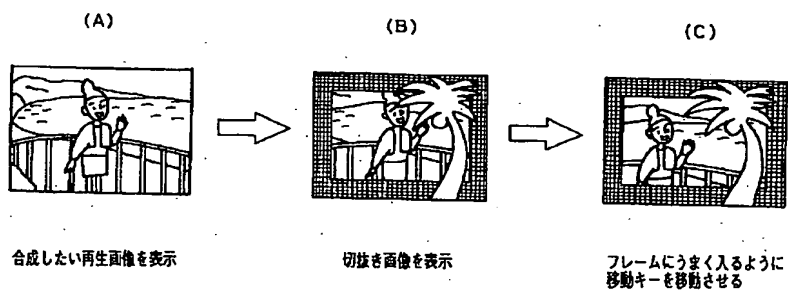 (A)
(B)
(C)
合成したい再生画像を表示
切抜き画像を表示
フレームにうまく入るように
移動キーを移動させる